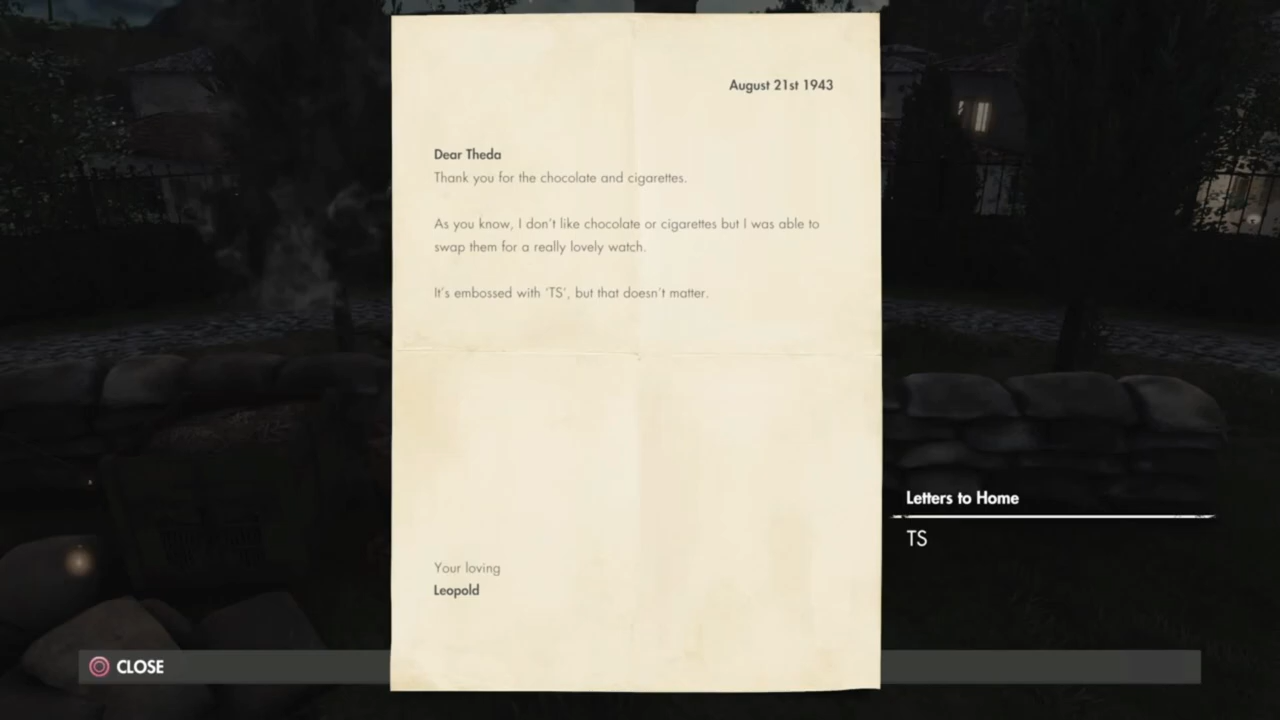 August 21st 1943
Dear Theda
Thank you for the chocolate and cigarettes.
As you know, I don't like chocolate or cigarettes but I was able to
swap them for a really lovely watch.
It's embossed with 'TS', but that doesn't matter.
Your loving
Leopold
Letters to Home
TS
CLOSE